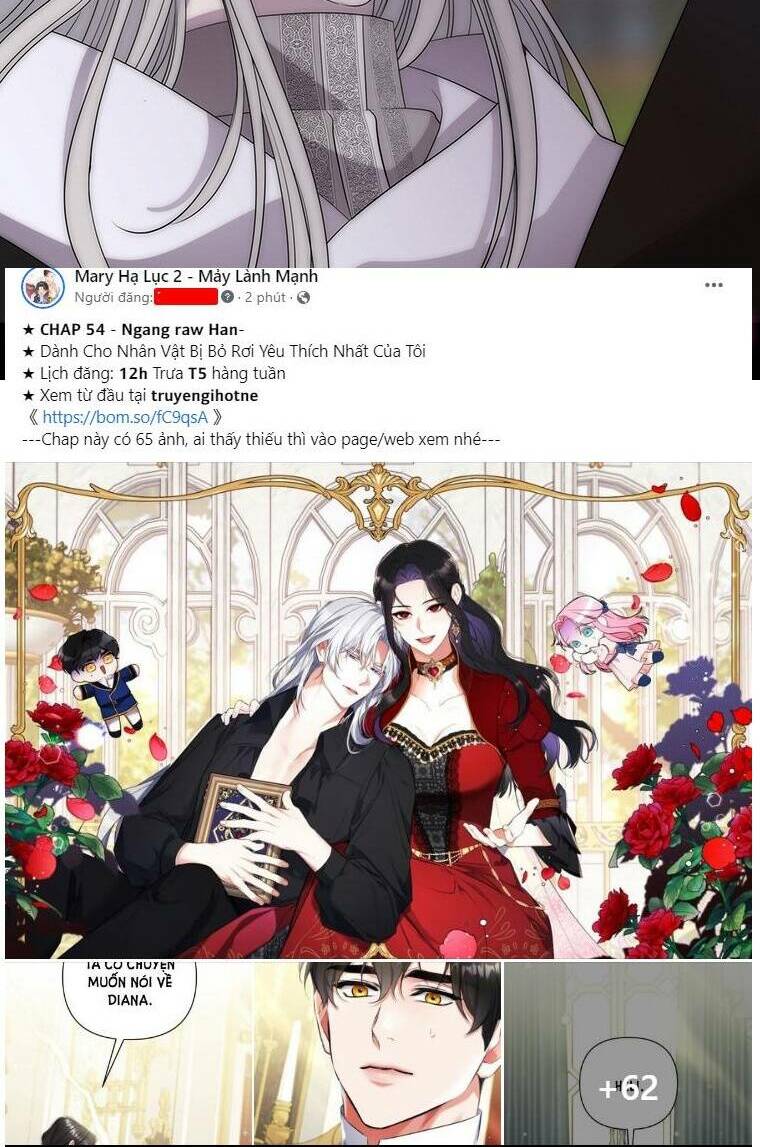 Mary Hạ Lục 2 - Mảy Lành Mạnh
Người đăng: · 2 phút ·
★ CHAP 54 - Ngang raw Han-
★ Dành Cho Nhân Vật Bị Bỏ Rơi Yêu Thích Nhất Của Tôi
★ Lịch đăng: 12h Trưa T5 hàng tuần
★ Xem từ đầu tại truyengihotne
《 https://bom.so/fC9qsA 》
---Chap này có 65 ảnh, ai thấy thiếu thì vào page/web xem nhé---
TA CÓ CHUYỆN
MUỐN NÓI VỀ
DIANA.
+62